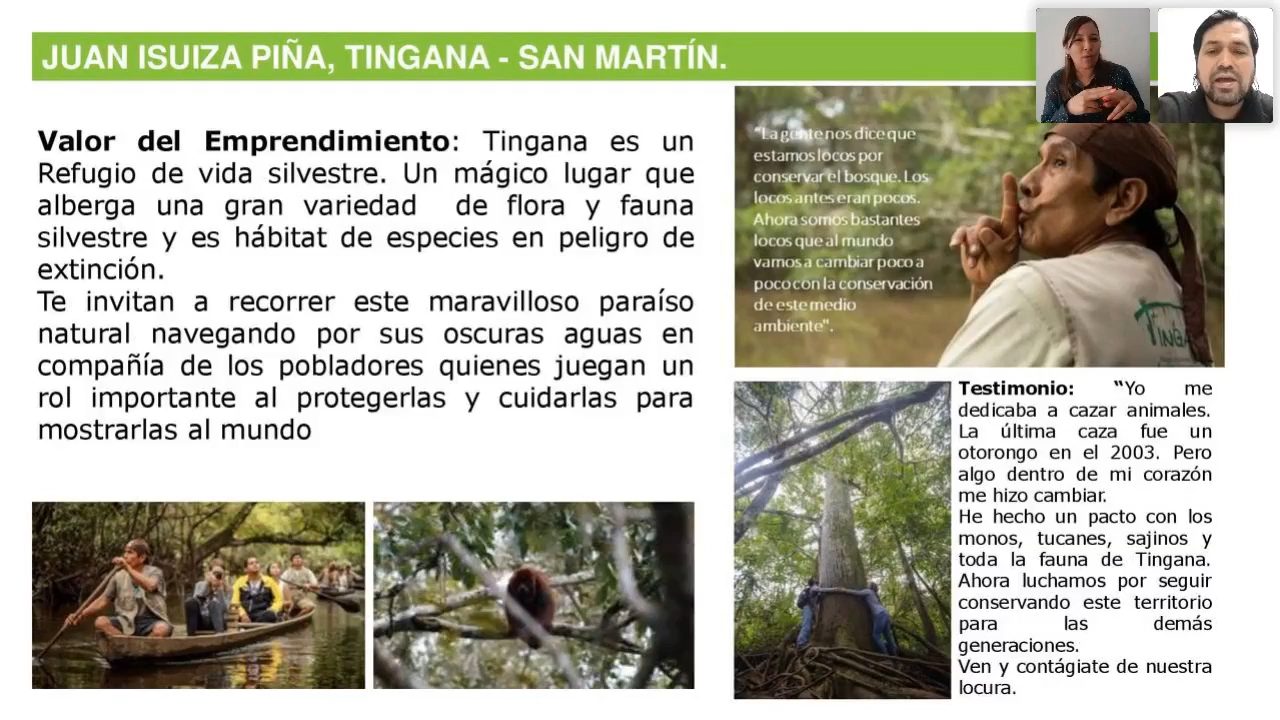 JUAN ISUIZA PIÑA, TINGANA - SAN MARTÍN.
Valor del Emprendimiento: Tingana es un
Refugio de vida silvestre. Un mágico lugar que
alberga una gran variedad de flora y fauna
silvestre y es hábitat de especies en peligro de
extinción.
Te invitan a recorrer este maravilloso paraíso
natural navegando por sus oscuras aguas en
compañía de los pobladores quienes juegan un
rol importante al protegerlas y cuidarlas para
mostrarlas al mundo
"La gente nos dice que
estamos locos por
conservar el bosque. Los
locos antes eran pocos.
Ahora somos bastantes
locos que al mundo
vamos a cambiar poco a
poco con la conservación
de este medio
ambiente".
TINGA
Testimonio: “Yo me
dedicaba a cazar animales.
La última caza fue un
otorongo en el 2003. Pero
algo dentro de mi corazón
me hizo cambiar.
He hecho un pacto con los
monos, tucanes, sajinos y
toda la fauna de Tingana.
Ahora luchamos por seguir
conservando este territorio
para las demás
generaciones.
Ven y contágiate de nuestra
locura.